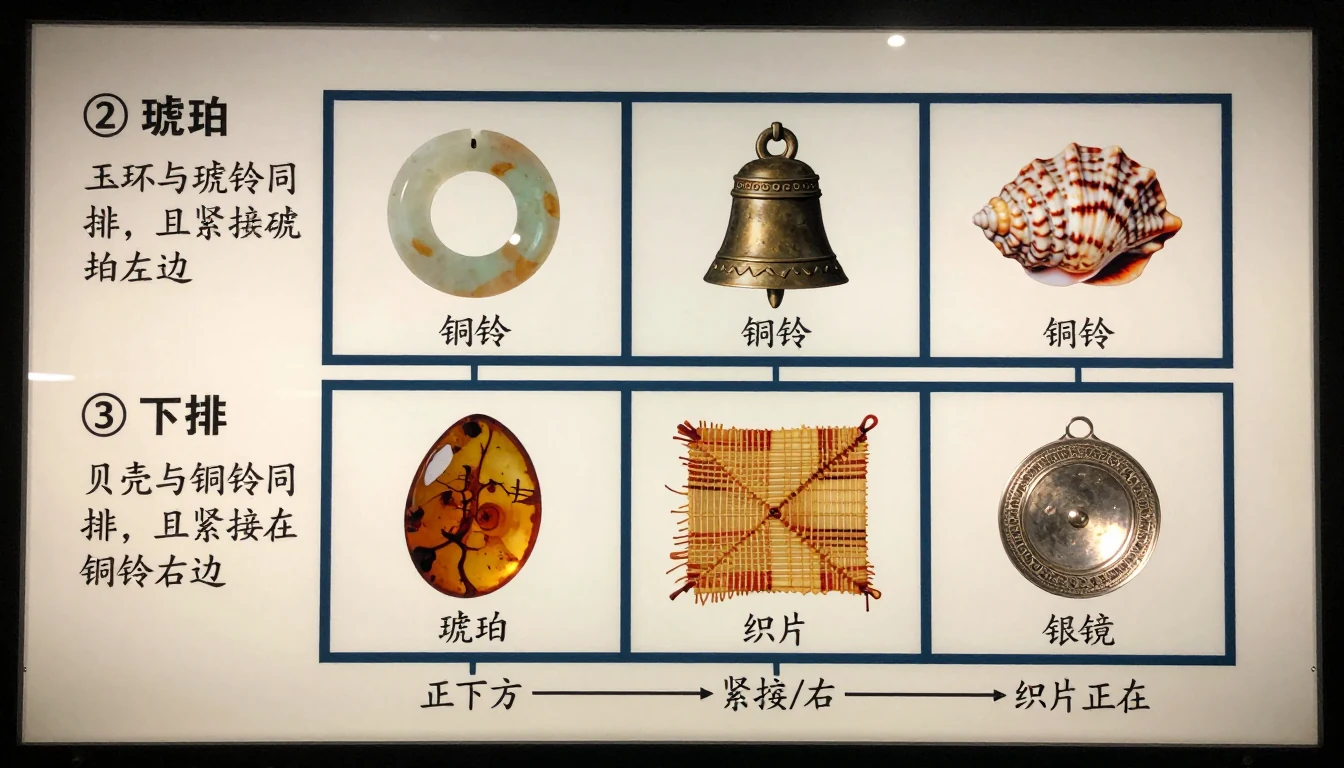 ② 琥珀
玉环与琥铃同
排，且紧接琥
珀左边
铜铃
铜铃
铜铃
③ 下排
贝壳与铜铃同
排，且紧接在
铜铃右边
琥珀
织片
银镜
正下方
紧接/右
织片正在